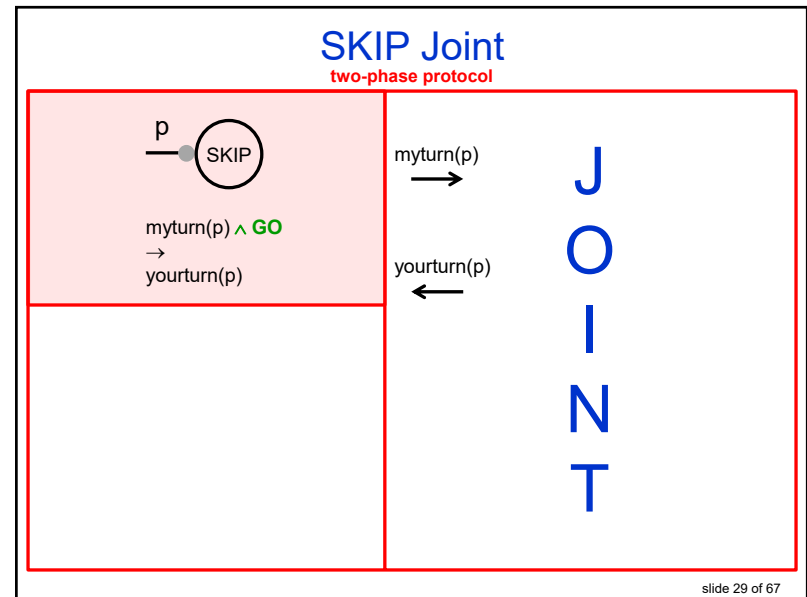 SKIP Joint
two-phase protocol
p
SKIP
myturn(p) ∧ GO
→
yourturn(p)
myturn(p)
yourturn(p)
J
O
I
N
T
slide 29 of 67